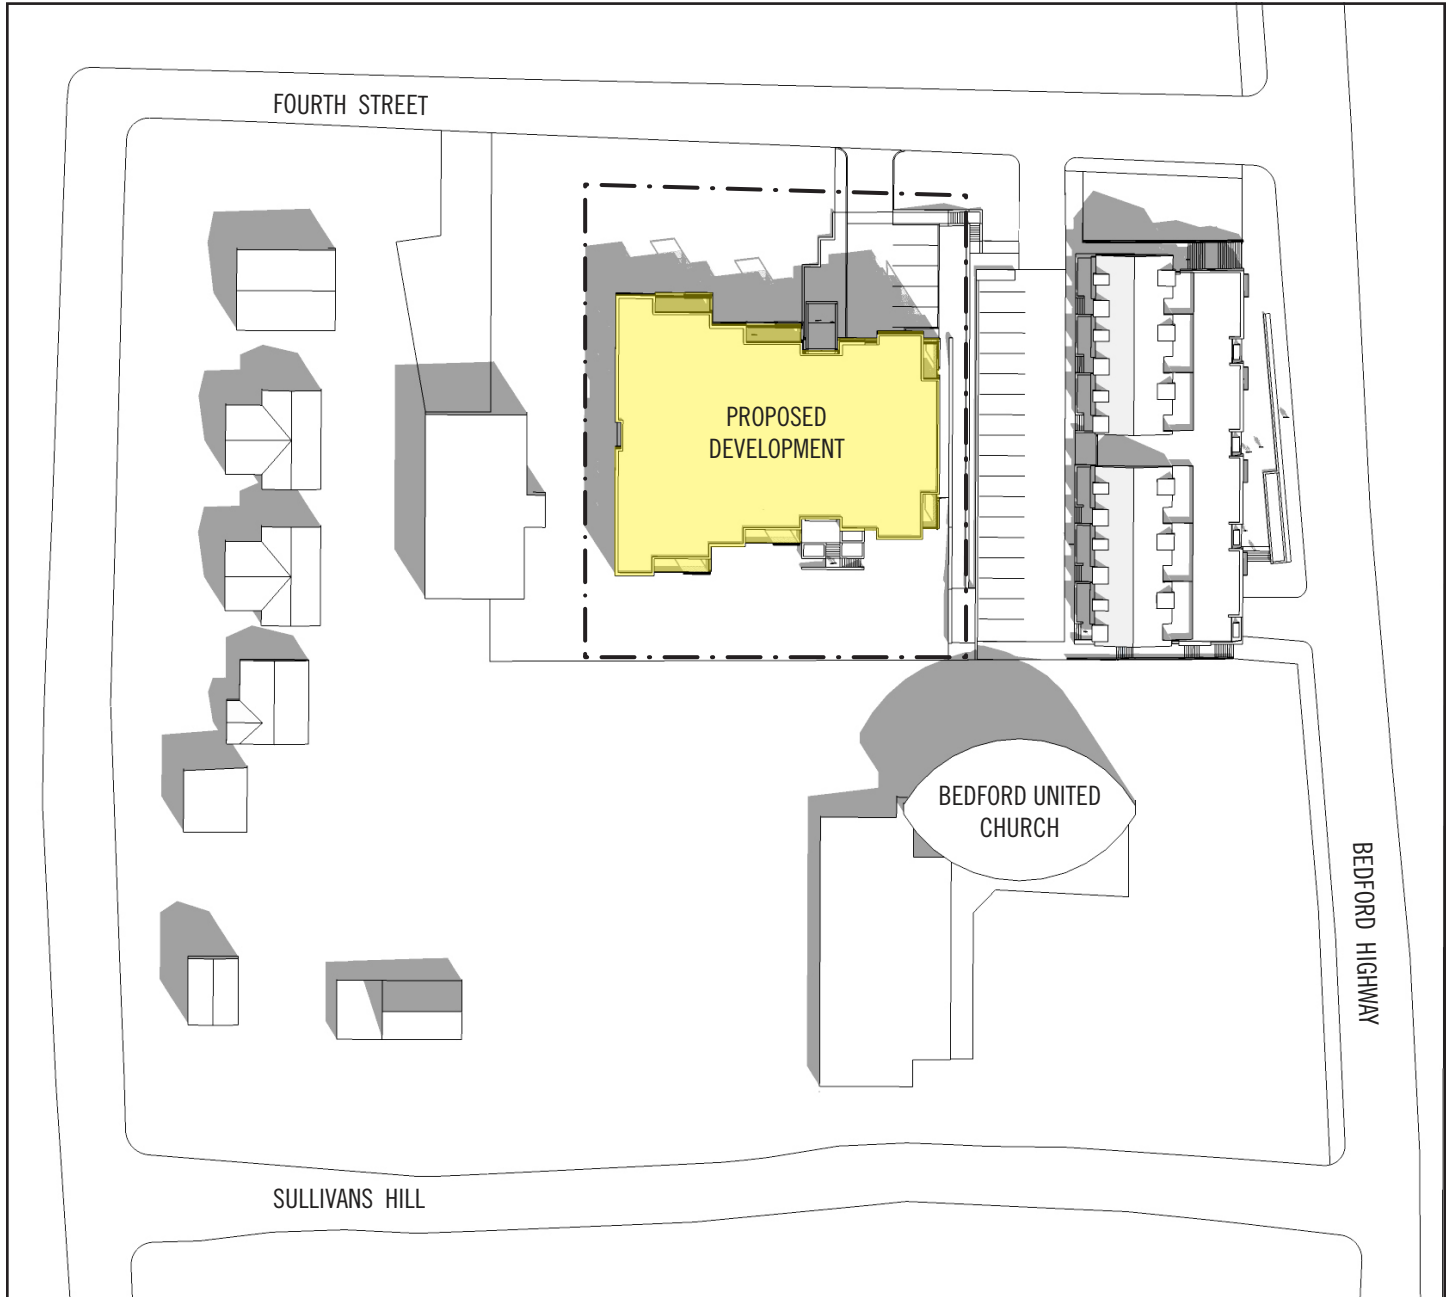 FOURTH STREET
PROPOSED
DEVELOPMENT
BEDFORD UNITED
CHURCH
BEDFORD HIGHWAY
SULLIVANS HILL